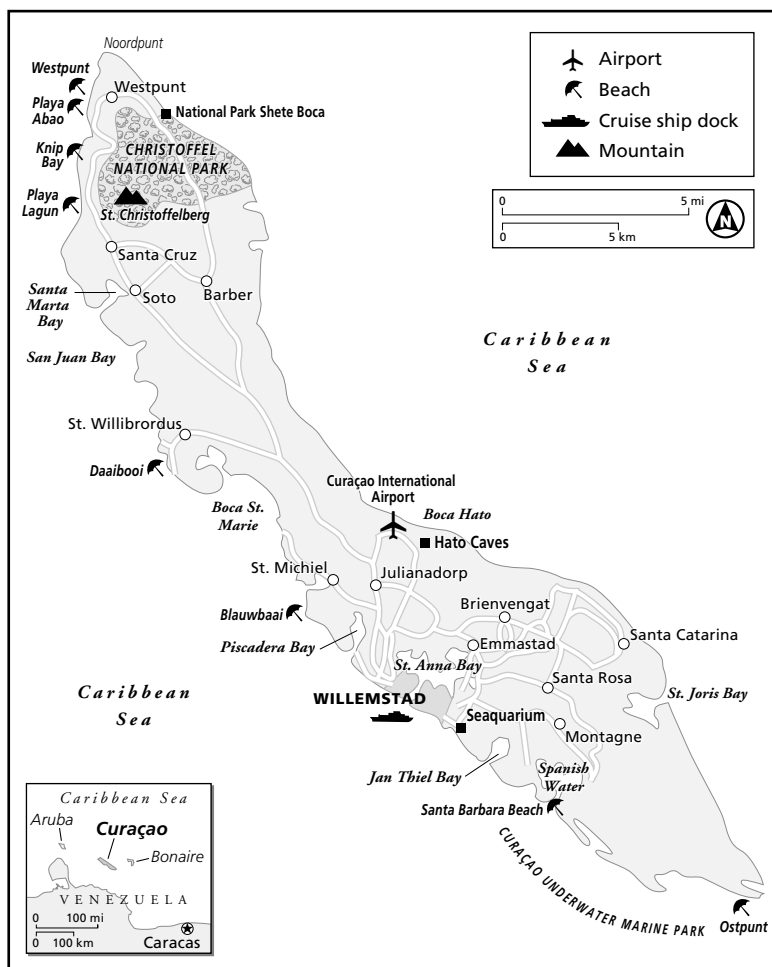 Noordpunt
Westpunt
Westpunt
Playa
Abao
National Park Shete Boca
Knip
Bay
CHRISTOFFEL
NATIONAL PARK
Playa
Lagun
St. Christoffelberg
Santa Cruz
Santa
Marta
Bay
Soto
Barber
San Juan Bay
St. Willibrordus
Daaibooi
Boca St.
Marie
Curaçao International
Airport
Boca Hato
Hato Caves
St. Michiel
Julianadorp
Blauwbaai
Piscadera Bay
Brienvengat
Emmastad
Santa Catarina
St. Anna Bay
Santa Rosa
St. Joris Bay
WILLEMSTAD
Seaquarium
Montagne
Jan Thiel Bay
Spanish
Water
Santa Barbara Beach
CURAÇAO UNDERWATER MARINE PARK
Ostpunt
Caribbean
Sea
Caribbean
Sea
Airport
Beach
Cruise ship dock
Mountain
0 5 mi
0 5 km
N
Caribbean Sea
Aruba
Curaçao
Bonaire
VENEZUELA
0 100 mi
0 100 km
Caracas